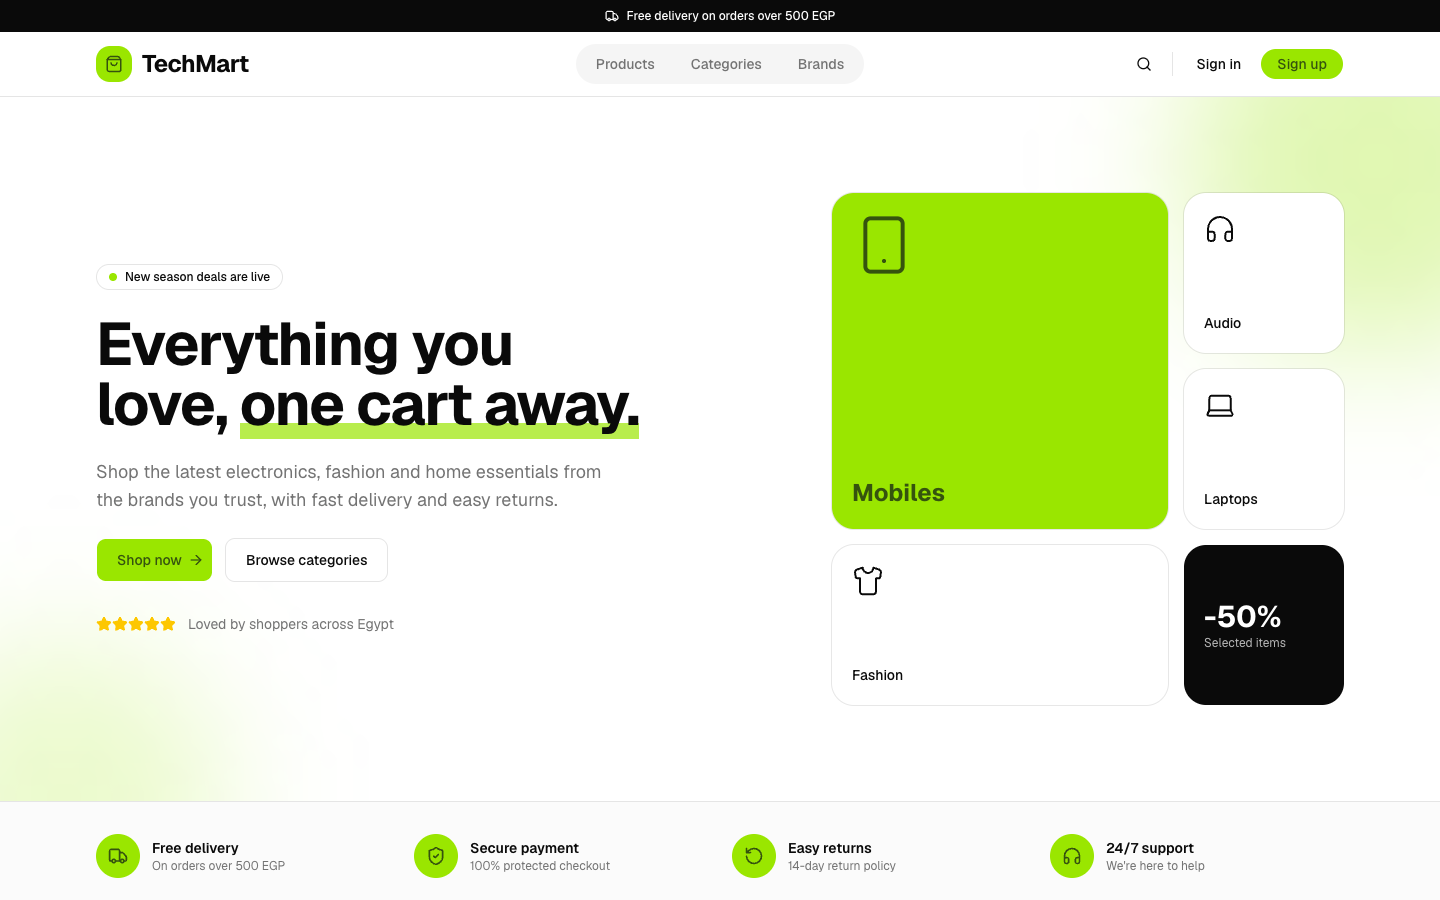 Free delivery on orders over 500 EGP
TechMart
Products
Categories
Brands
Sign in
Sign up
New season deals are live
Everything you
love, one cart away.
Shop the latest electronics, fashion and home essentials from
the brands you trust, with fast delivery and easy returns.
Shop now
Browse categories
Loved by shoppers across Egypt
Mobiles
Audio
Laptops
Fashion
-50%
Selected items
Free delivery
On orders over 500 EGP
Secure payment
100% protected checkout
Easy returns
14-day return policy
24/7 support
We're here to help